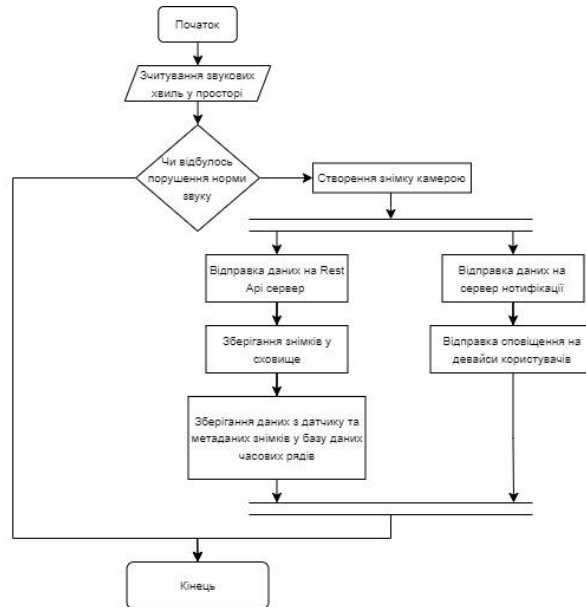 Початок
Зчитування звукових
хвиль у просторі
Чи відбулось
порушення норми
звуку
Створення знімку камерою
Відправка даних на Rest
Api сервер
Відправка даних на
сервер нотифікації
Зберігання знімків у
сховище
Відправка сповіщення на
девайси користувачів
Зберігання даних з датчику та
метаданих знімків у базу даних
часових рядів
Кінець